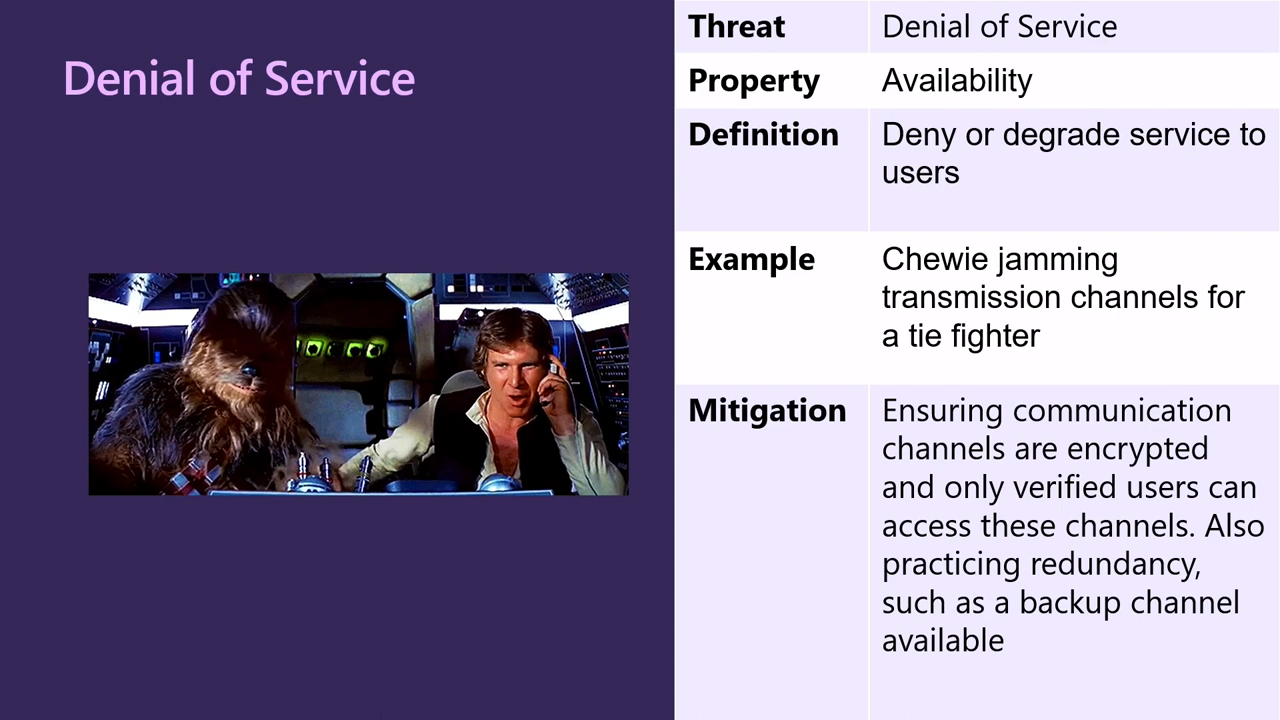 Denial of Service
Threat
Denial of Service
Property
Availability
Definition
Deny or degrade service to
users
Example
Chewie jamming
transmission channels for
a tie fighter
Mitigation
Ensuring communication
channels are encrypted
and only verified users can
access these channels. Also
practicing redundancy,
such as a backup channel
available